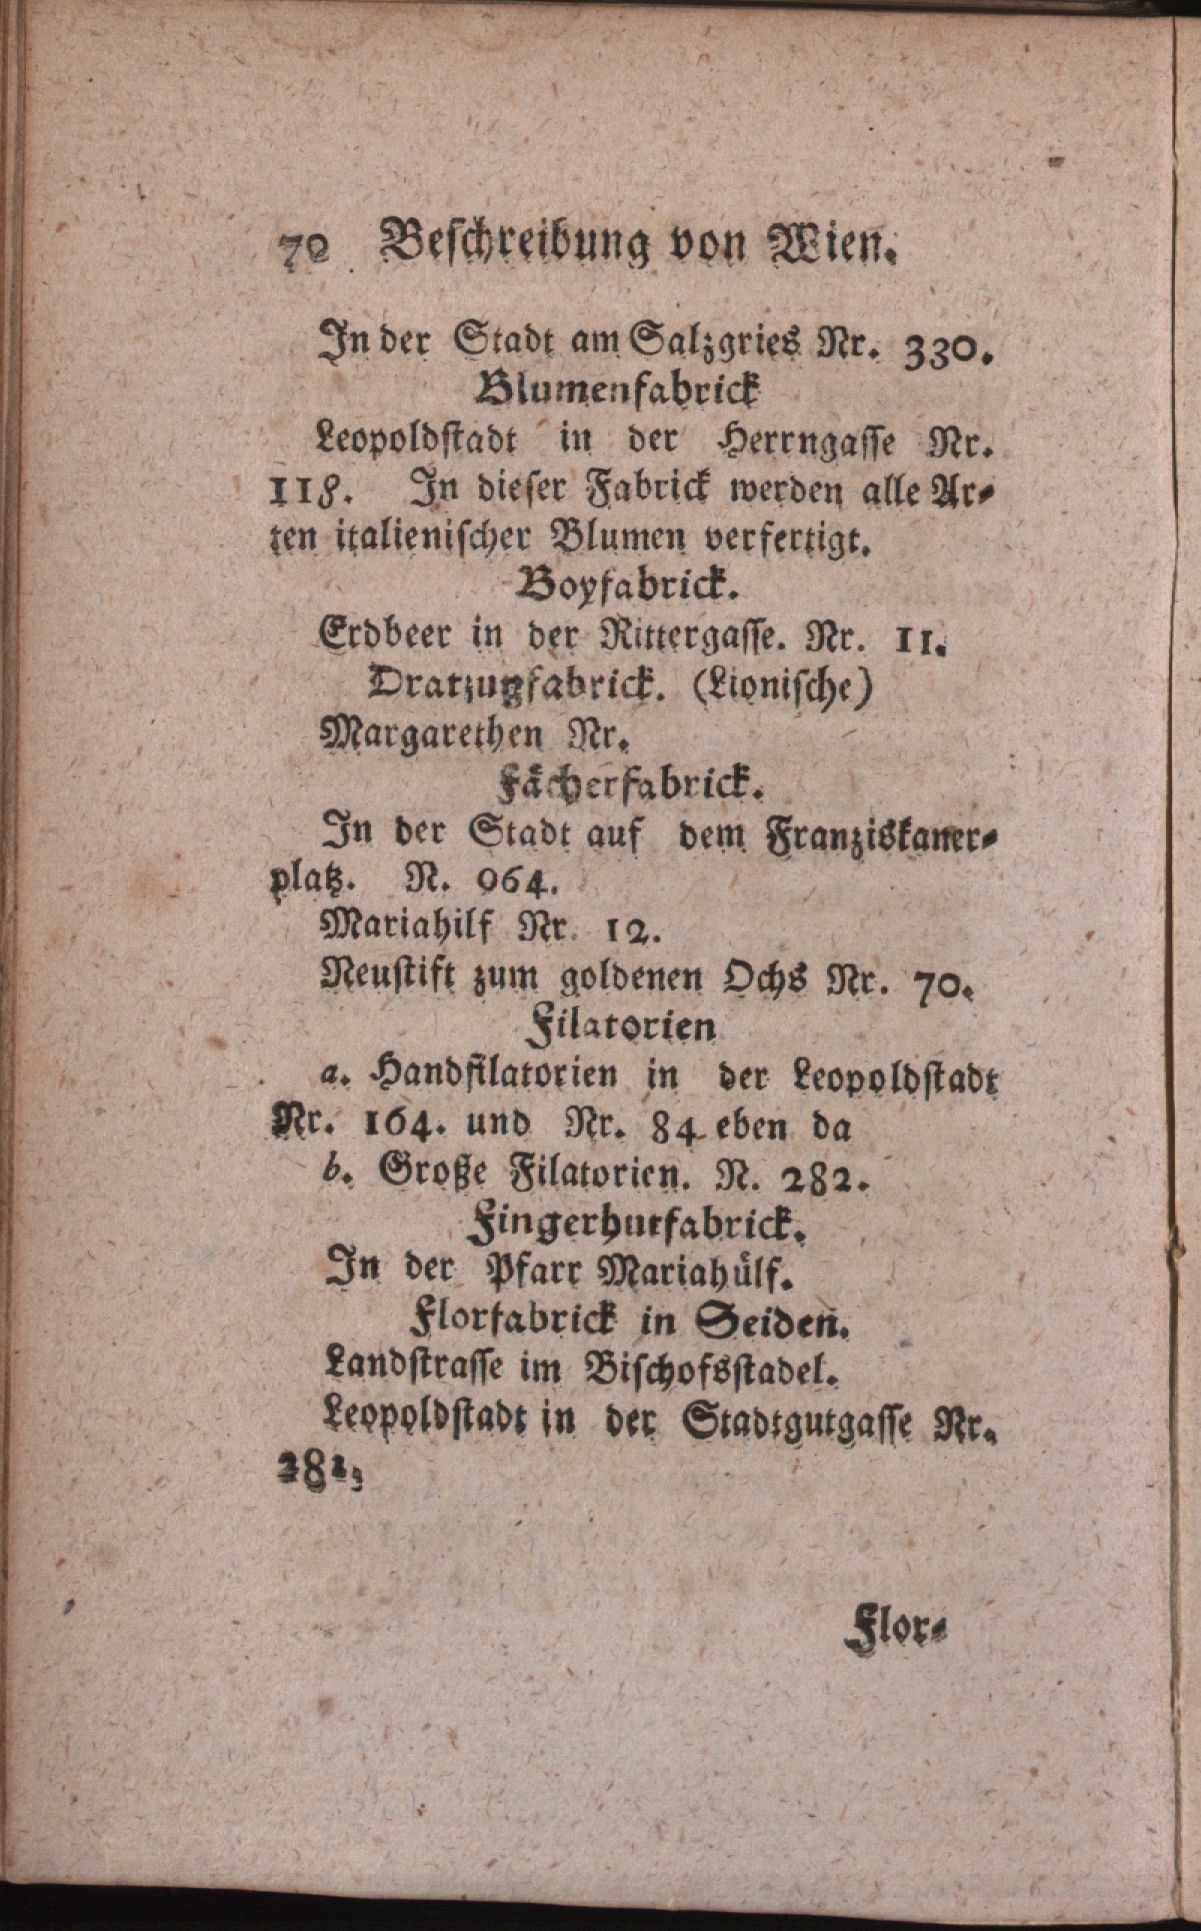 70 Beschreibung von Wien.
In der Stadt am Salzgries Nr. 330.
Blumenfabrick
Leopoldstadt in der Herrngasse Nr.
118. In dieser Fabrick werden alle Ar-
ten italienischer Blumen verfertigt.
Boyfabrick.
Erdbeer in der Rittergasse. Nr. 11.
Dratzugfabrick. (Lionische)
Margarethen Nr.
Fächerfabrick.
In der Stadt auf dem Franziskaner-
platz. N. 964.
Mariahilf Nr. 12.
Neustift zum goldenen Ochs Nr. 70.
Filatorien
a. Handfilatorien in der Leopoldstadt
Nr. 164. und Nr. 84 eben da
b. Große Filatorien. N. 282.
Fingerhutfabrick.
In der Pfarr Mariahülf.
Florfabrick in Seiden.
Landstrasse im Bischofsstadel.
Leopoldstadt in der Stadtgutgasse Nr.
282,
Flor-